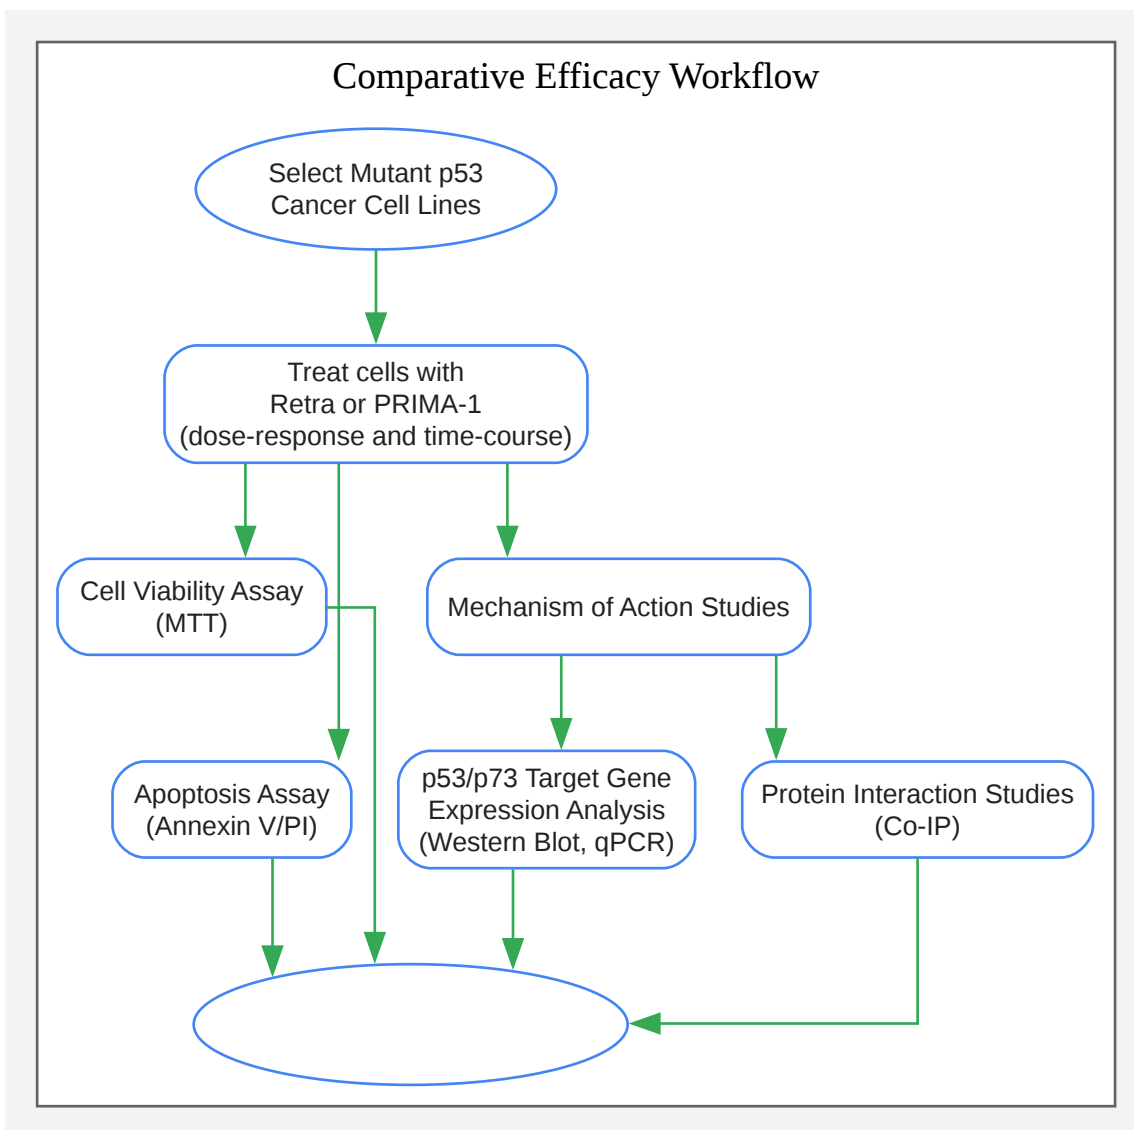 Comparative Efficacy Workflow
Select Mutant p53
Cancer Cell Lines
Treat cells with
Retra or PRIMA-1
(dose-response and time-course)
Cell Viability Assay
(MTT)
Mechanism of Action Studies
Apoptosis Assay
(Annexin V/PI)
p53/p73 Target Gene
Expression Analysis
(Western Blot, qPCR)
Protein Interaction Studies
(Co-IP)